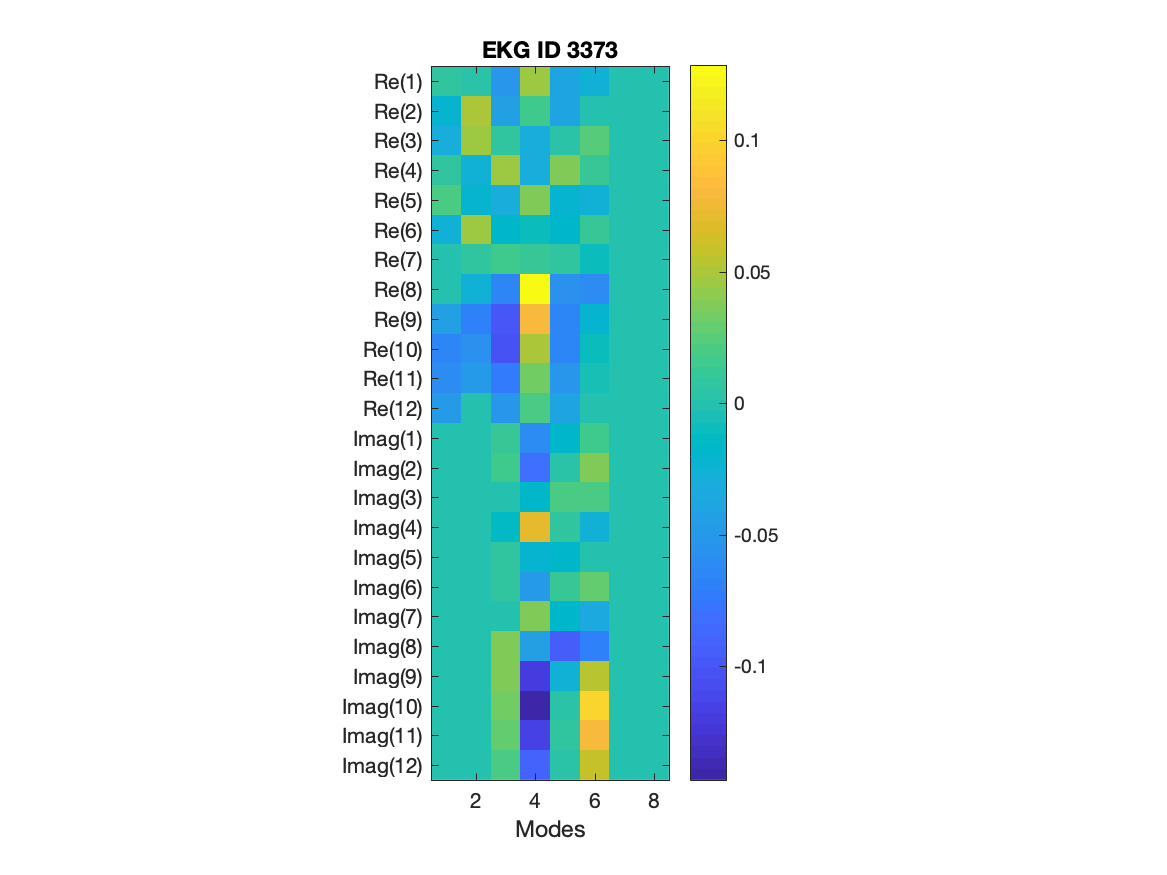 EKG ID 3373
Re(1)
Re(2)
Re(3)
Re(4)
Re(5)
Re(6)
Re(7)
Re(8)
Re(9)
Re(10)
Re(11)
Re(12)
Imag(1)
Imag(2)
Imag(3)
Imag(4)
Imag(5)
Imag(6)
Imag(7)
Imag(8)
Imag(9)
Imag(10)
Imag(11)
Imag(12)
2 4 6 8
Modes
0.1
0.05
0
-0.05
-0.1